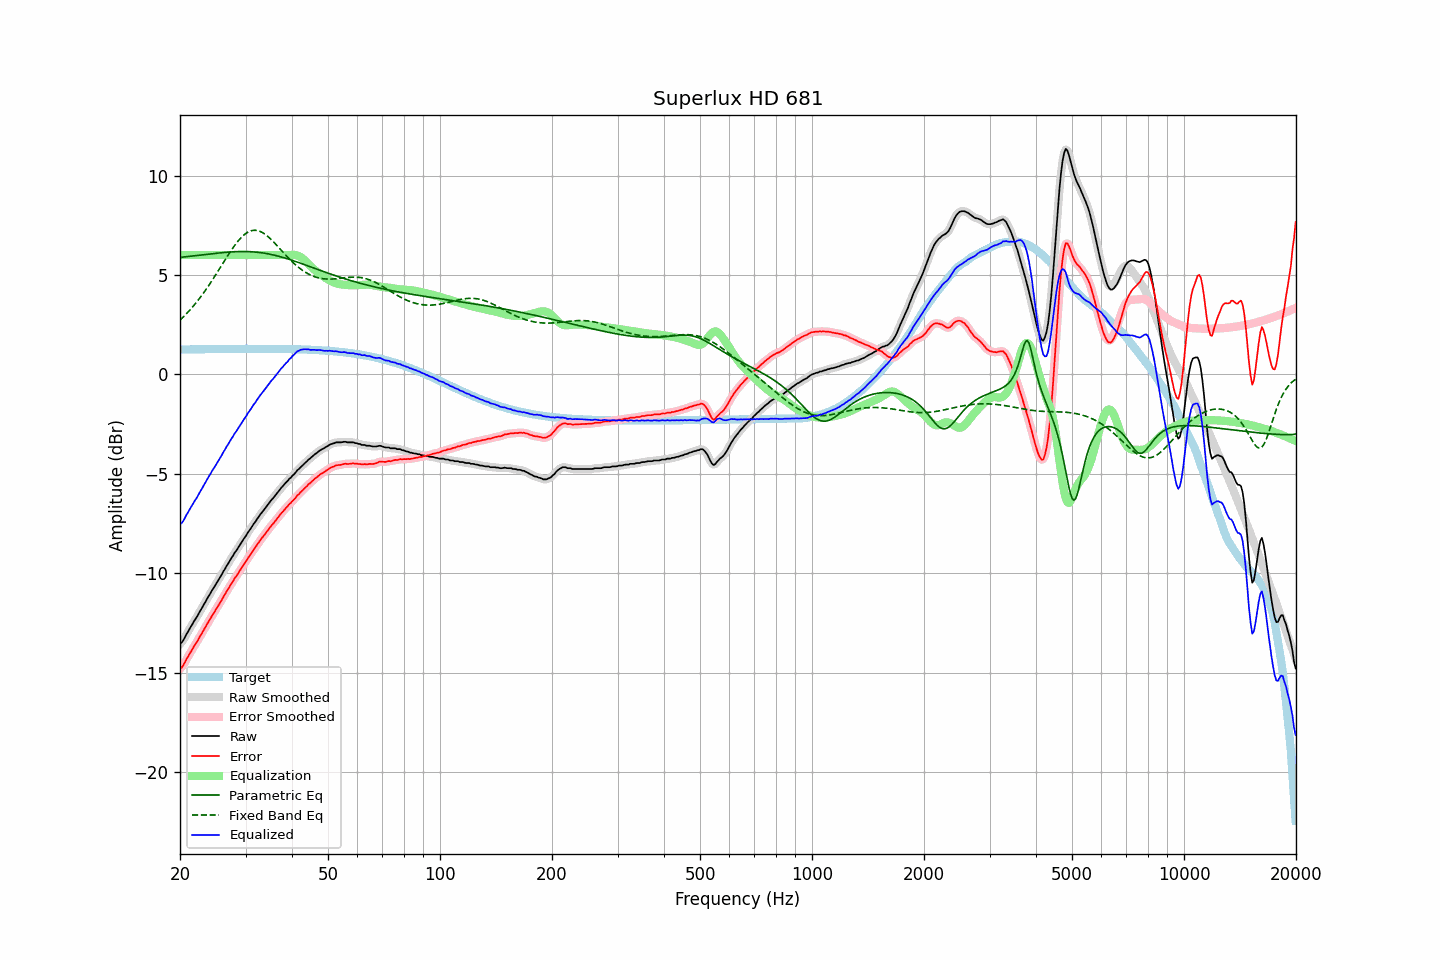 Superlux HD 681
Amplitude (dBr)
10
5
0
−5
−10
−15
−20
Target
Raw Smoothed
Error Smoothed
Raw
Error
Equalization
Parametric Eq
Fixed Band Eq
Equalized
20 50 100 200 500 1000 2000 5000 10000 20000
Frequency (Hz)